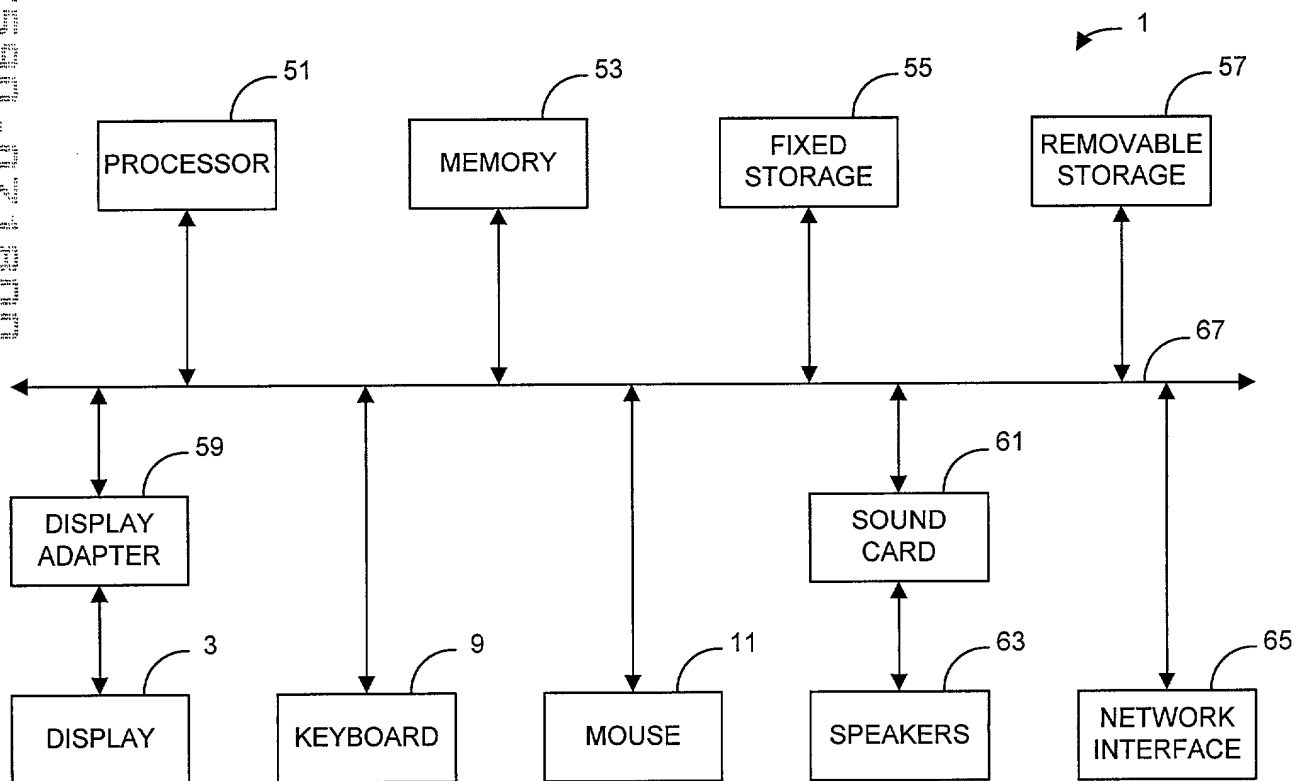 1
51
53
55
57
PROCESSOR
MEMORY
FIXED
STORAGE
REMOVABLE
STORAGE
67
59
61
DISPLAY
ADAPTER
SOUND
CARD
3
9
11
63
65
DISPLAY
KEYBOARD
MOUSE
SPEAKERS
NETWORK
INTERFACE